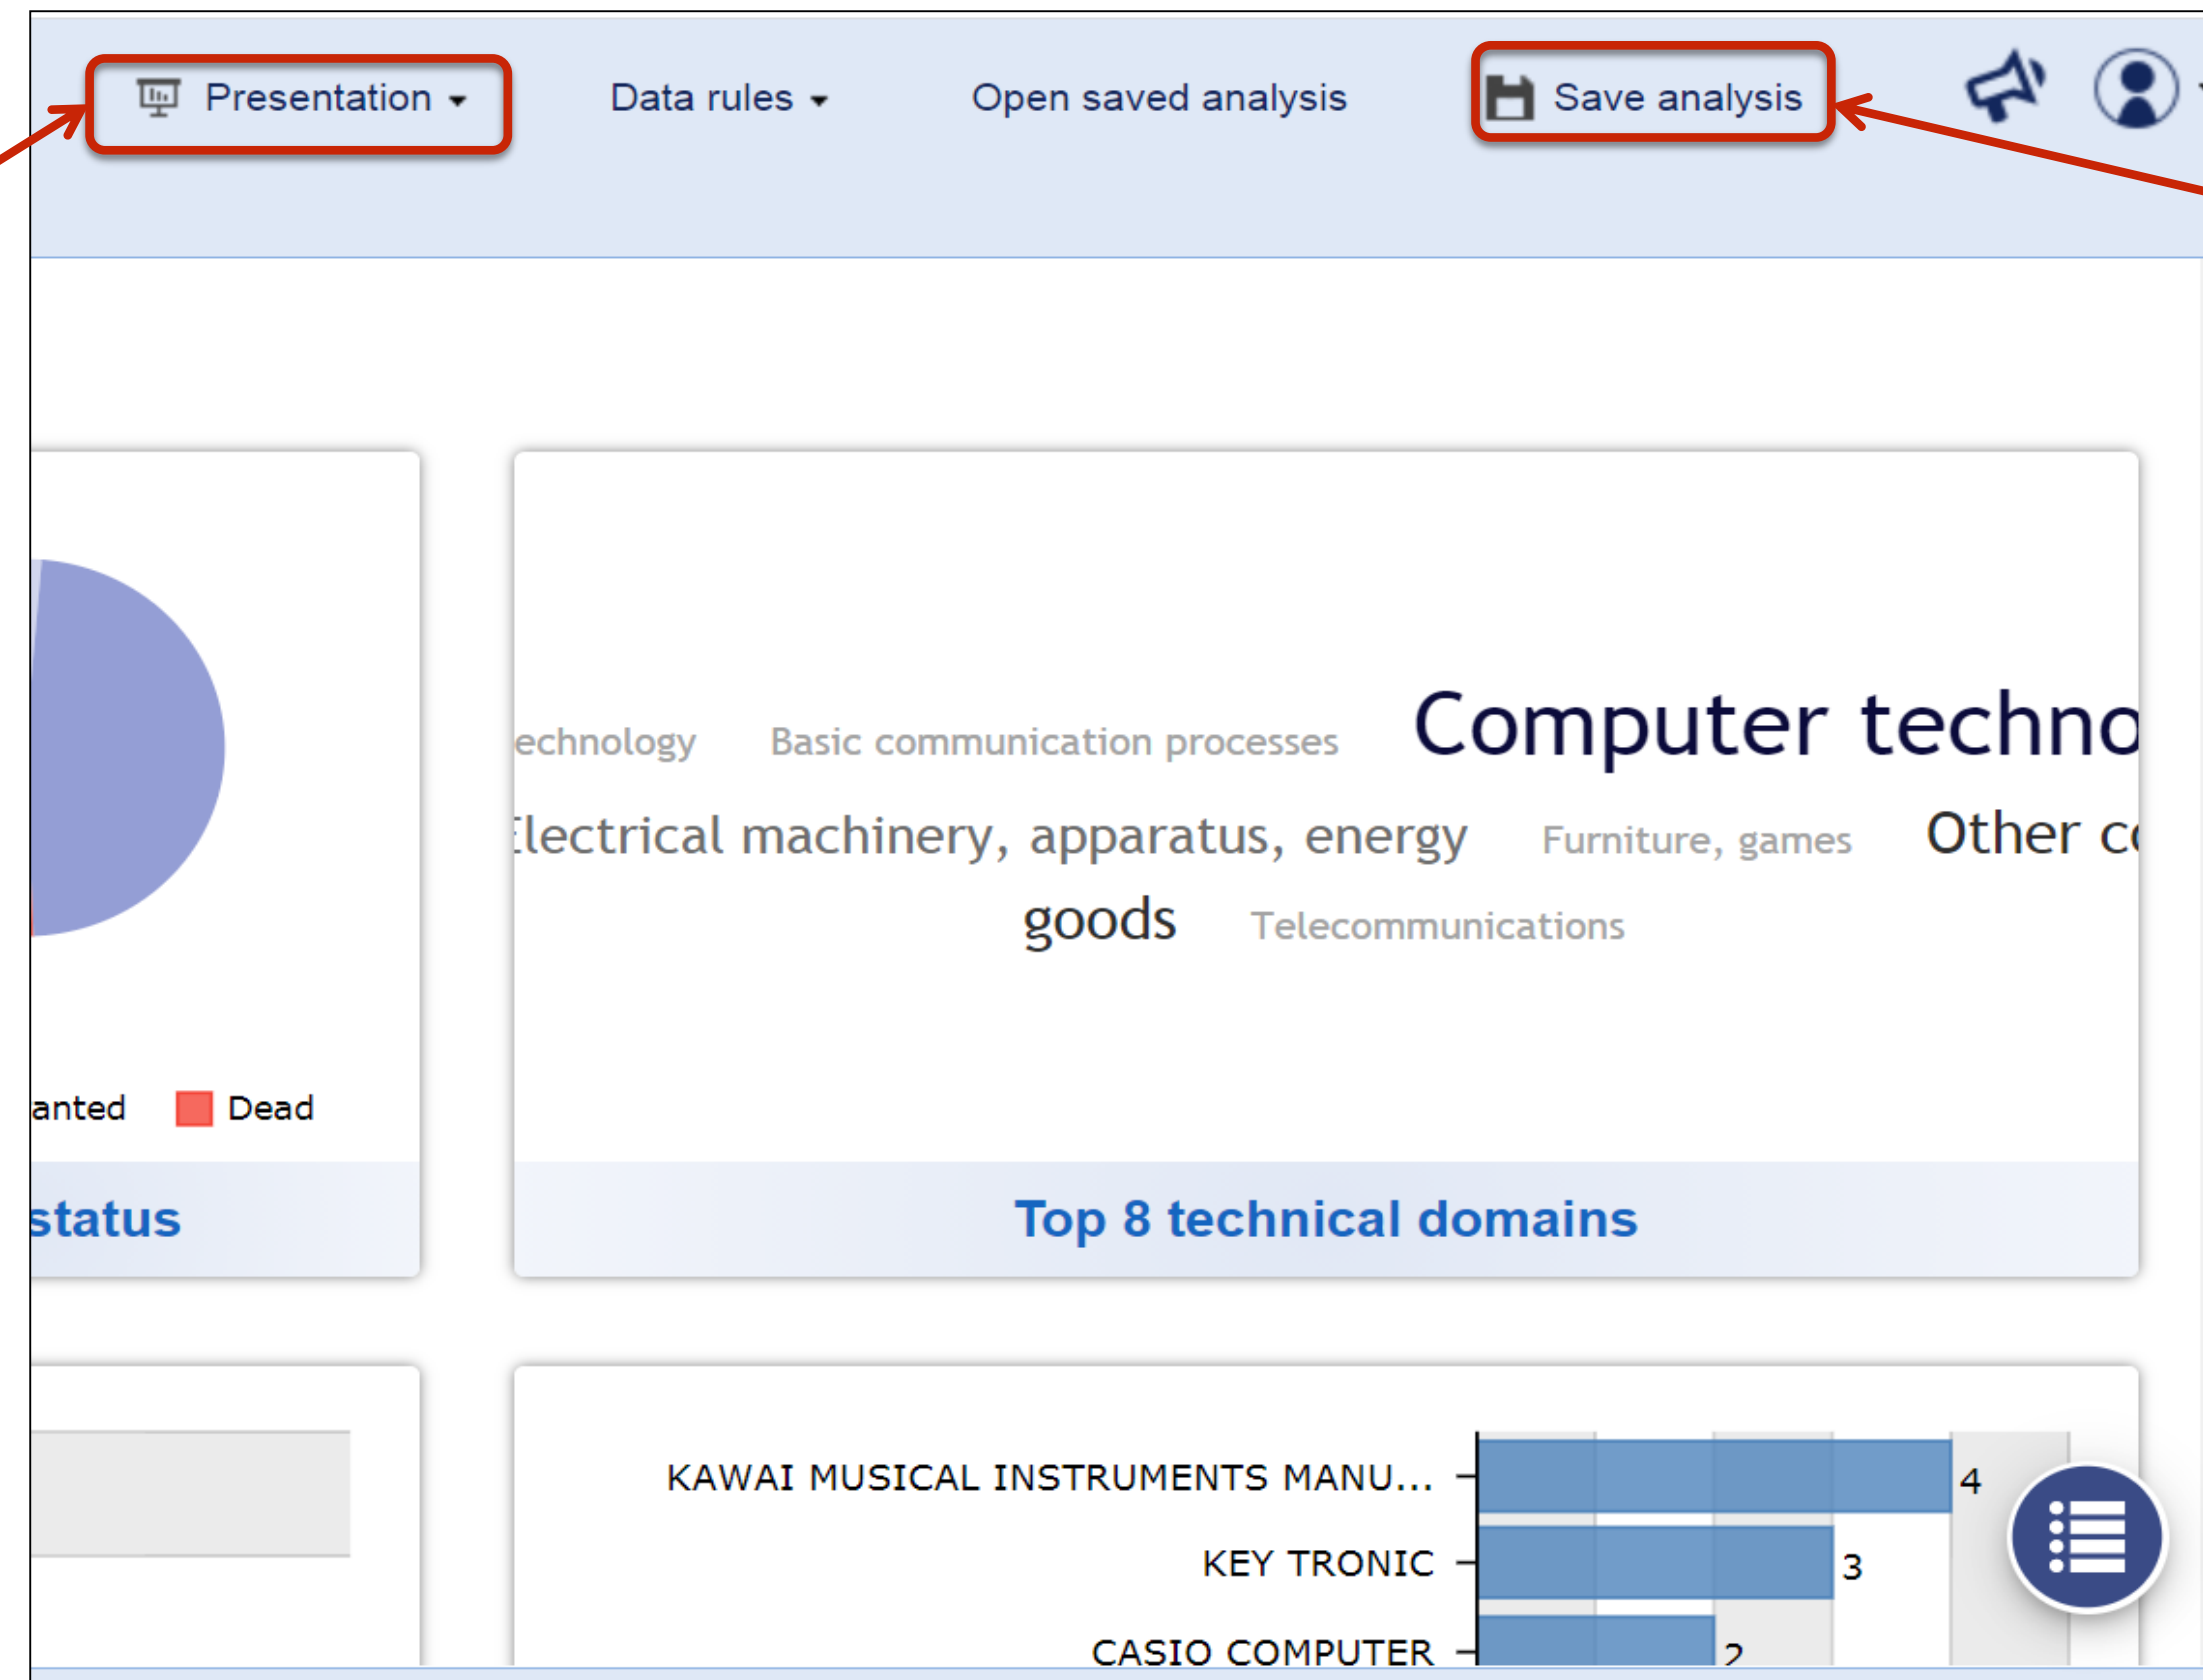 Presentation
Data rules
Open saved analysis
Save analysis
echnology Basic communication processes Computer techno
lectrical machinery, apparatus, energy Furniture, games Other co
goods Telecommunications
anted Dead
status
Top 8 technical domains
KAWAI MUSICAL INSTRUMENTS MANU... 4
KEY TRONIC 3
CASIO COMPUTER 2